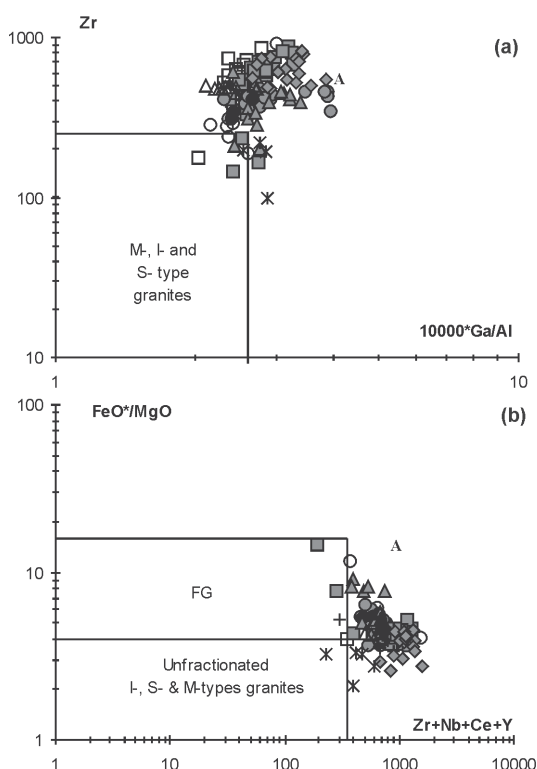 Zr
1000
(a)
A
100
M-, I- and
S- type
granites
10000*Ga/Al
10
1
10
100
FeO*/MgO
(b)
A
10
FG
Unfractionated
I-, S- & M-types granites
Zr+Nb+Ce+Y
1
1
10
100
1000
10000